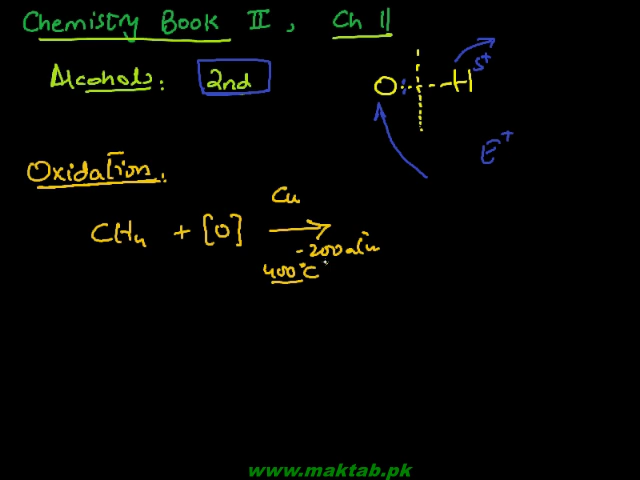 Chemistry Book II, Ch 11
Alcohols: 2nd
O : H δ+
E+
Oxidation:
Cu
CH4 + [O] →
-200atm
400°C
www.maktab.pk